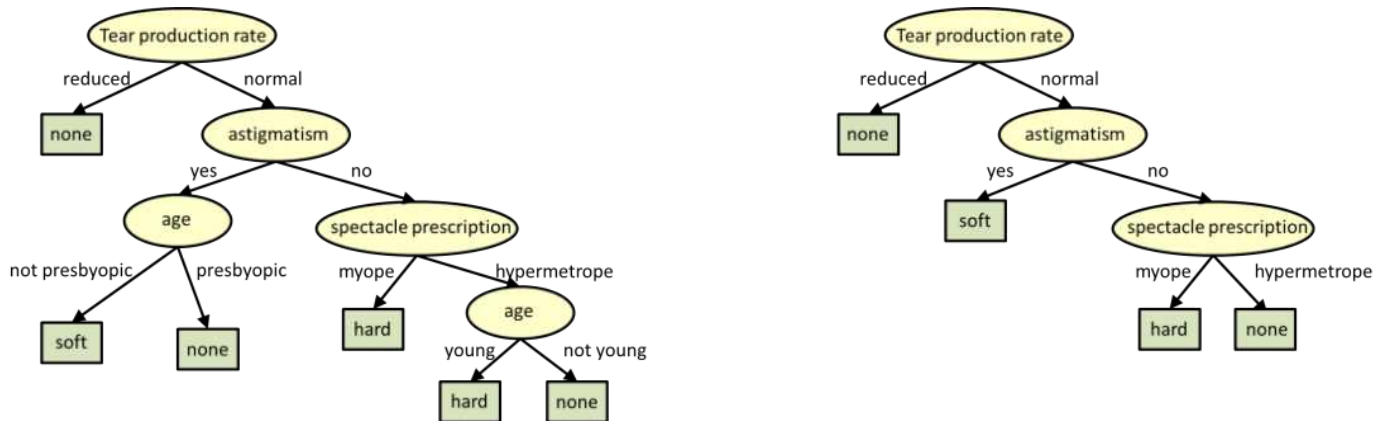 Tear production rate
reduced
normal
none
astigmatism
yes
no
age
spectacle prescription
not presbyopic
presbyopic
myope
hypermetrope
soft
none
hard
age
young
not young
hard
none
Tear production rate
reduced
normal
none
astigmatism
yes
no
soft
spectacle prescription
myope
hypermetrope
hard
none